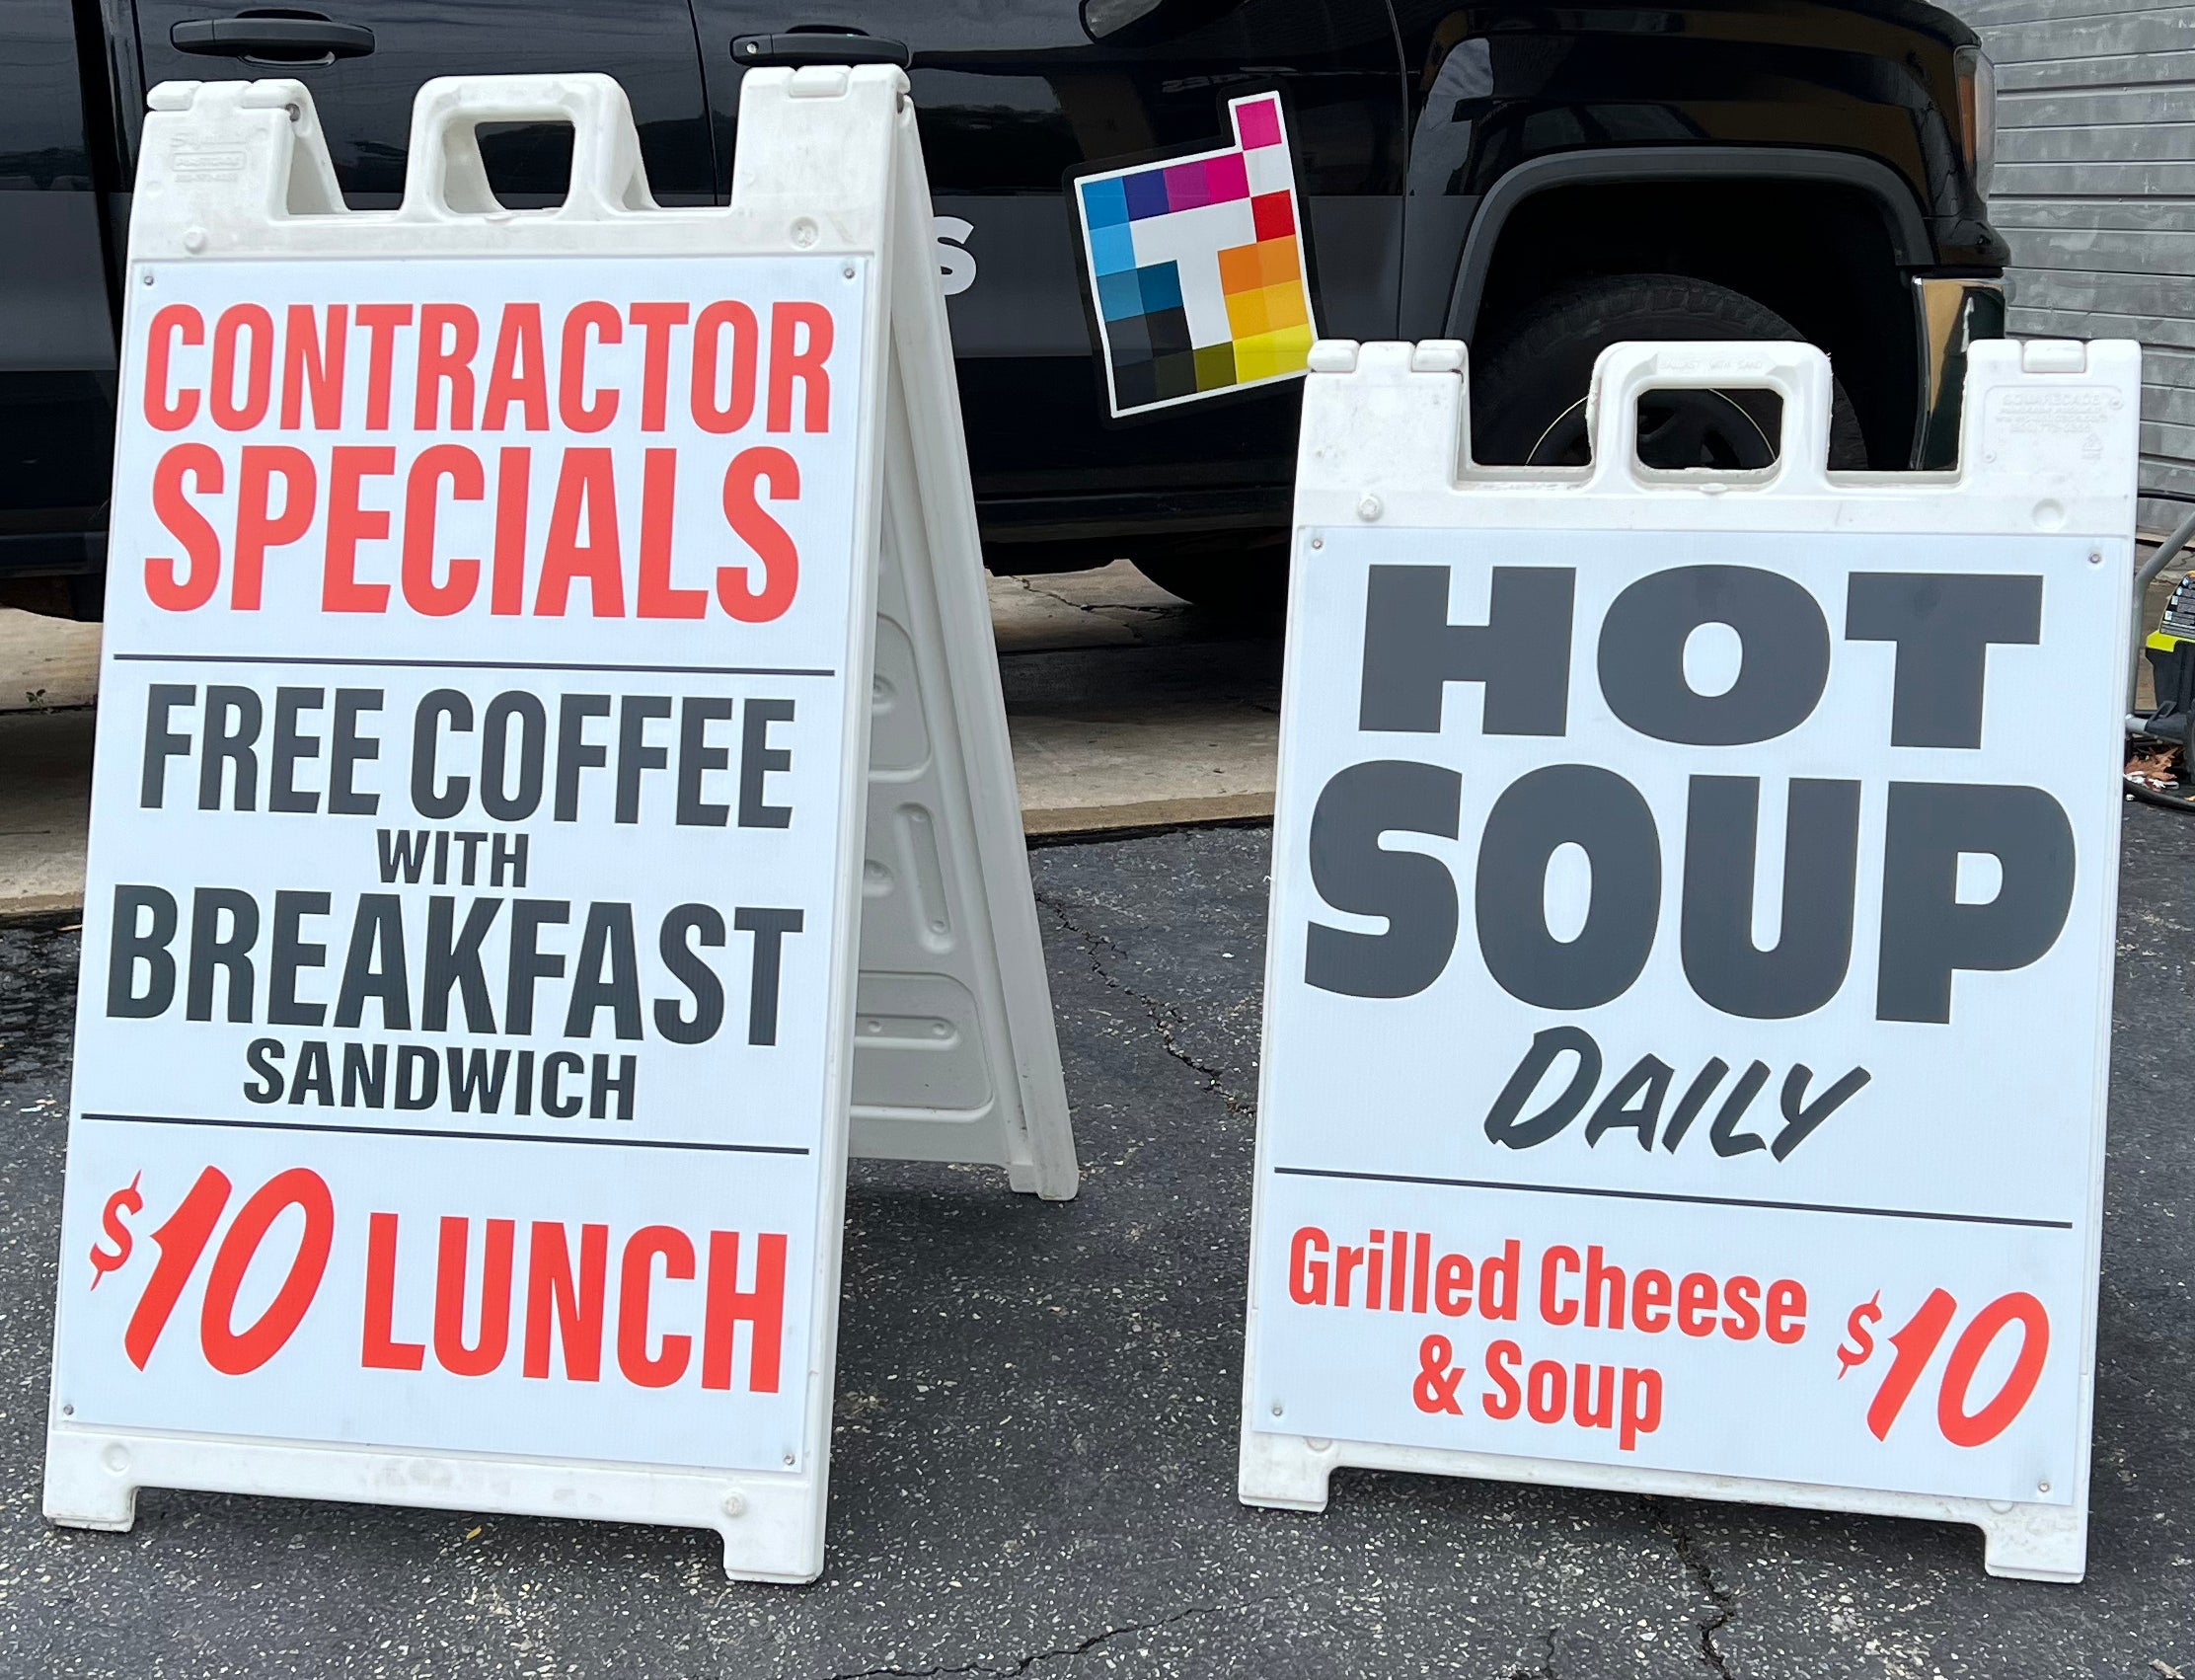 CONTRACTOR
SPECIALS
FREE COFFEE
WITH
BREAKFAST
SANDWICH
$10 LUNCH
S
T
HOT
SOUP
DAILY
Grilled Cheese
& Soup
$10